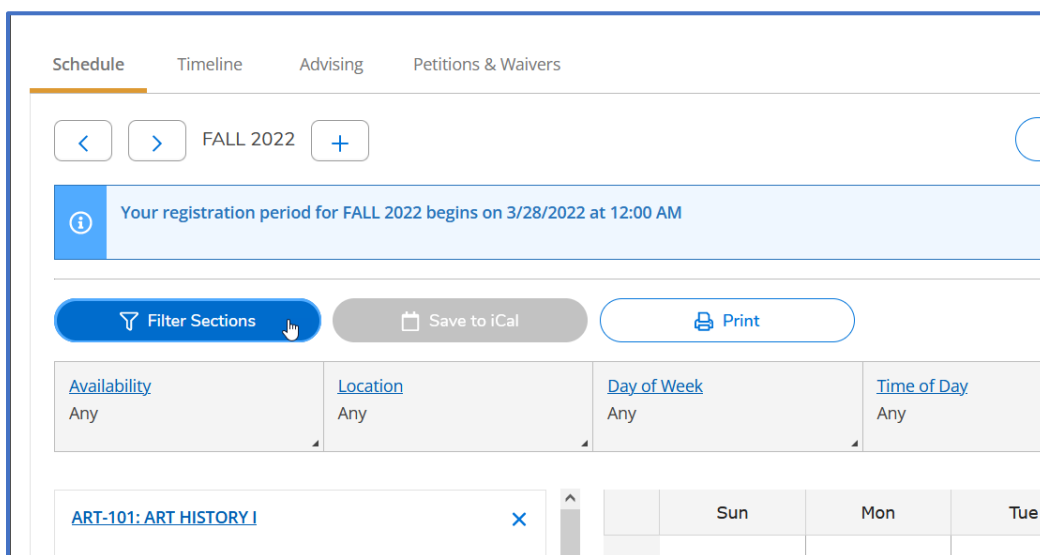 Schedule Timeline Advising Petitions & Waivers
FALL 2022
Your registration period for FALL 2022 begins on 3/28/2022 at 12:00 AM
Filter Sections Save to iCal Print
Availability Location Day of Week Time of Day
Any Any Any Any
ART-101: ART HISTORY I
Sun Mon Tue